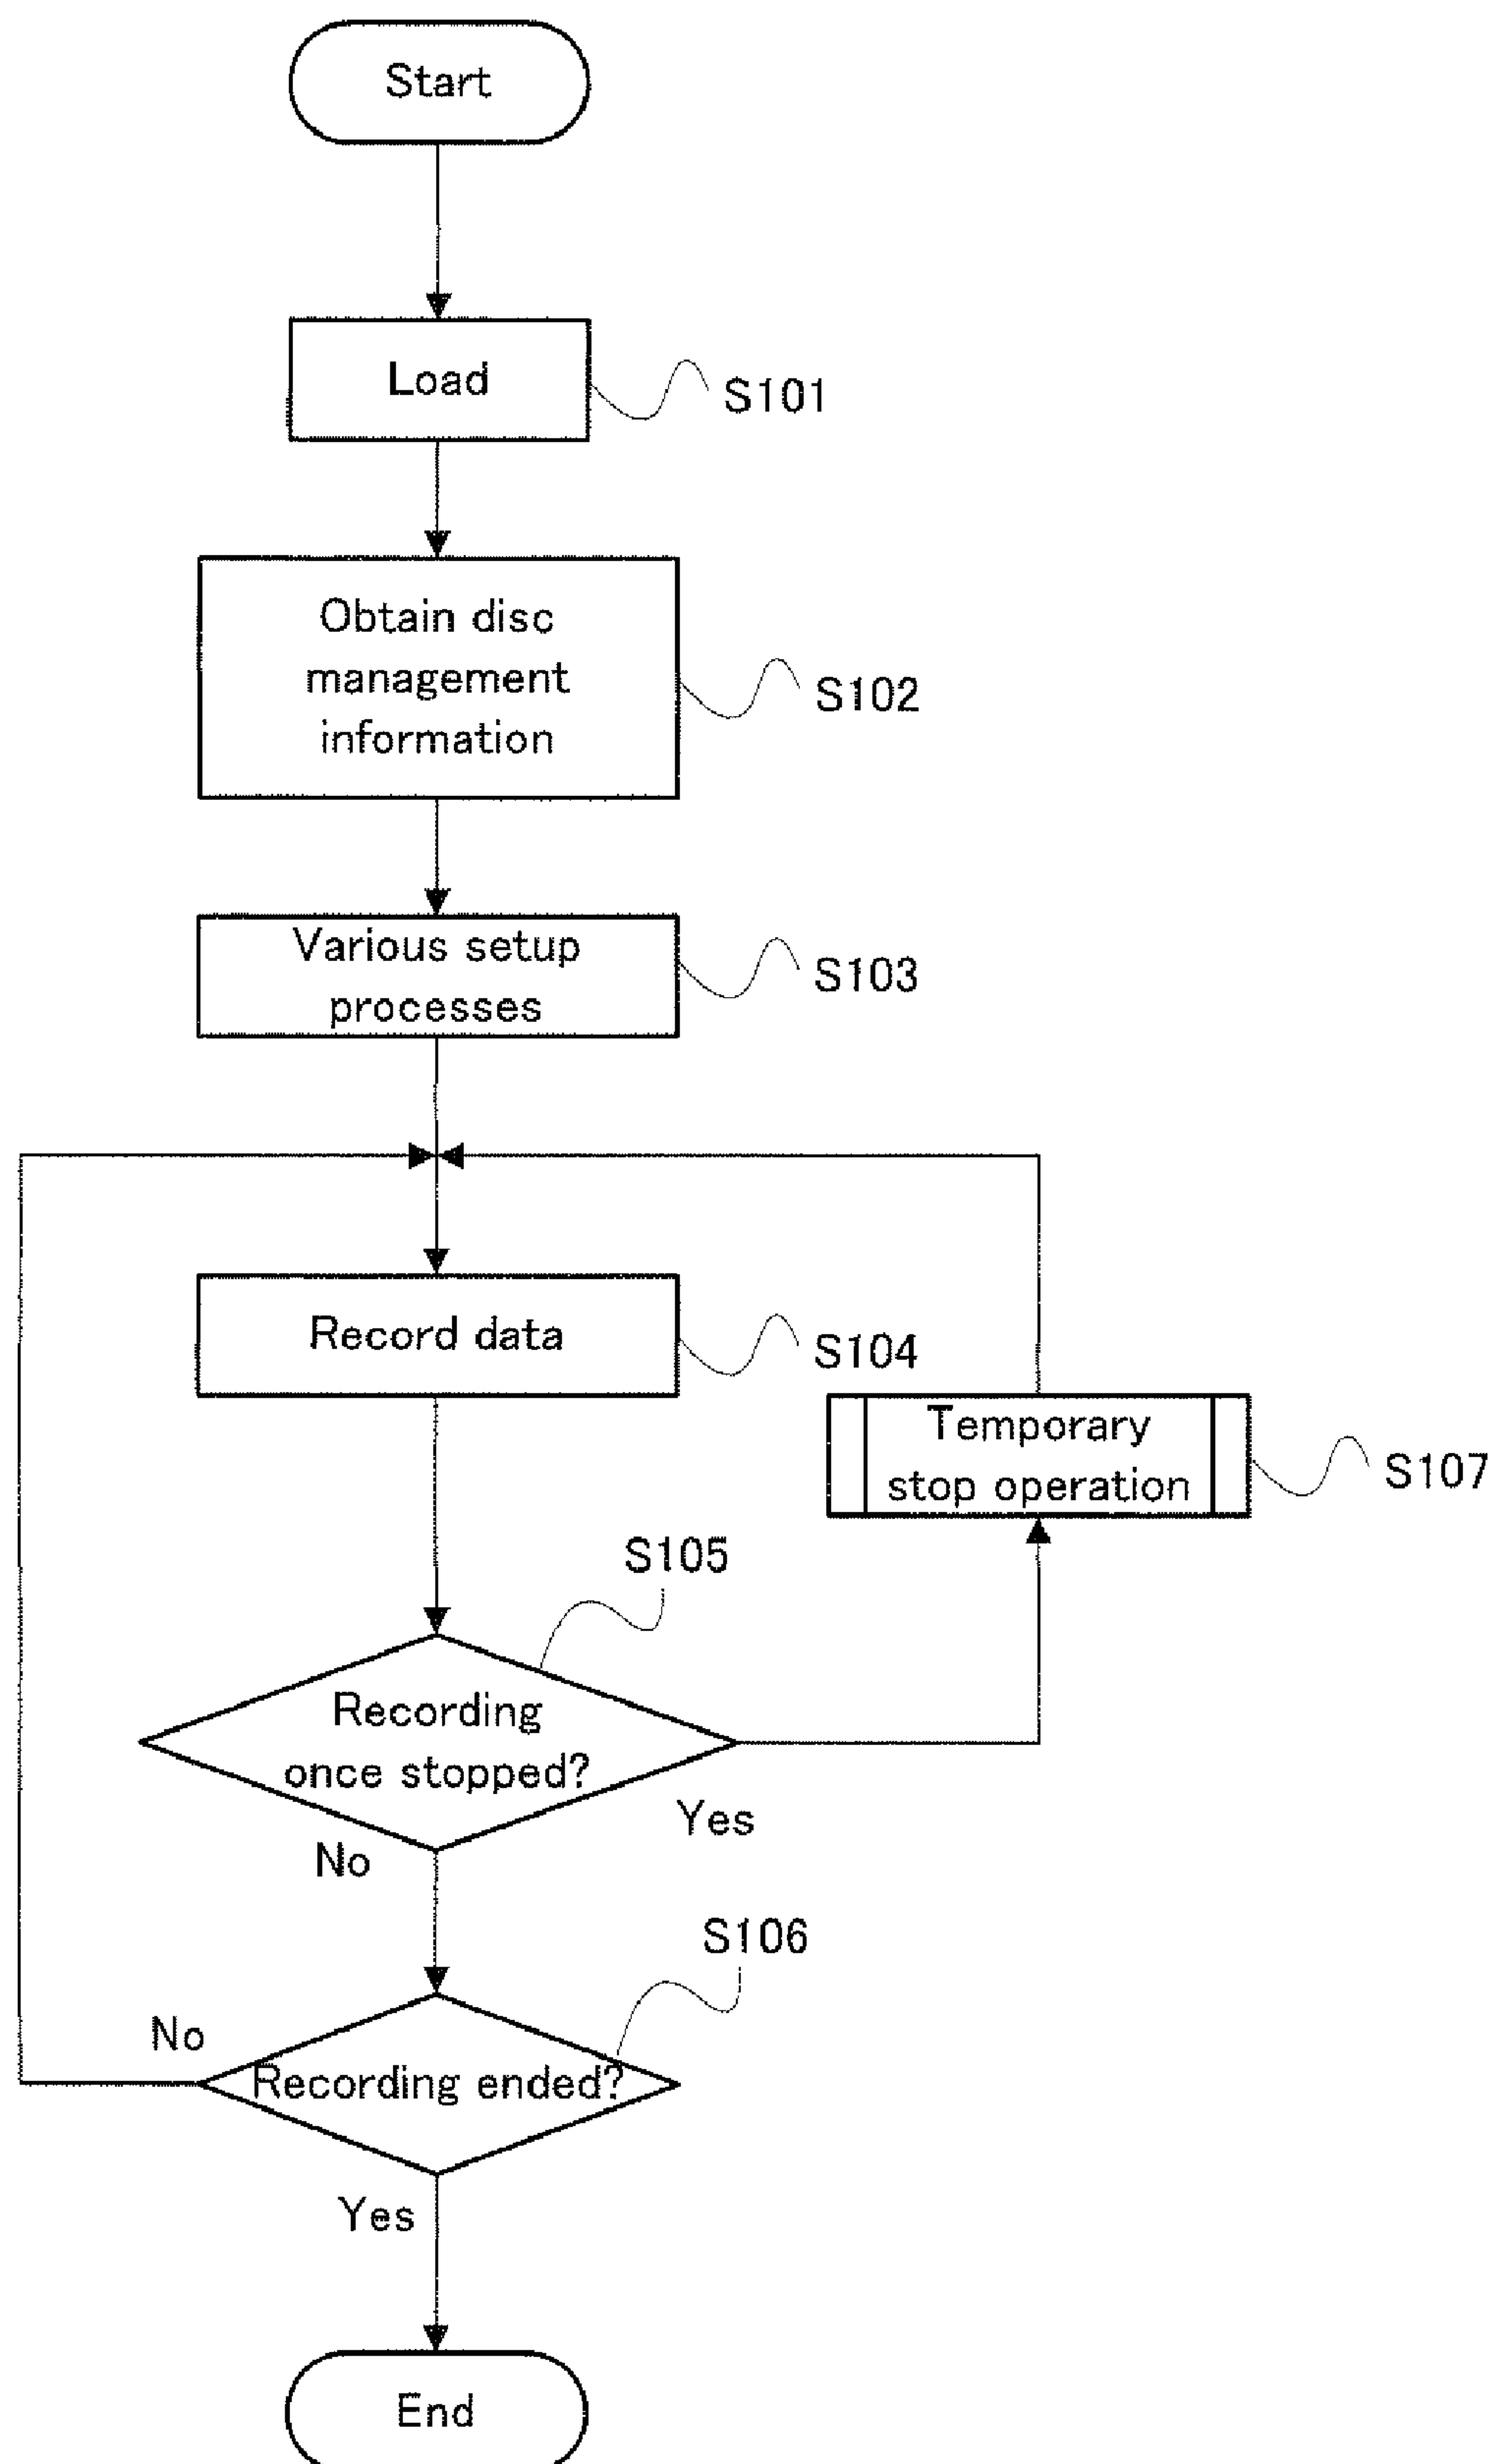 Start
Load
S101
Obtain disc
management
information
S102
Various setup
processes
S103
Record data
S104
Temporary
stop operation
S107
S105
Recording
once stopped?
Yes
No
S106
No
Recording ended?
Yes
End